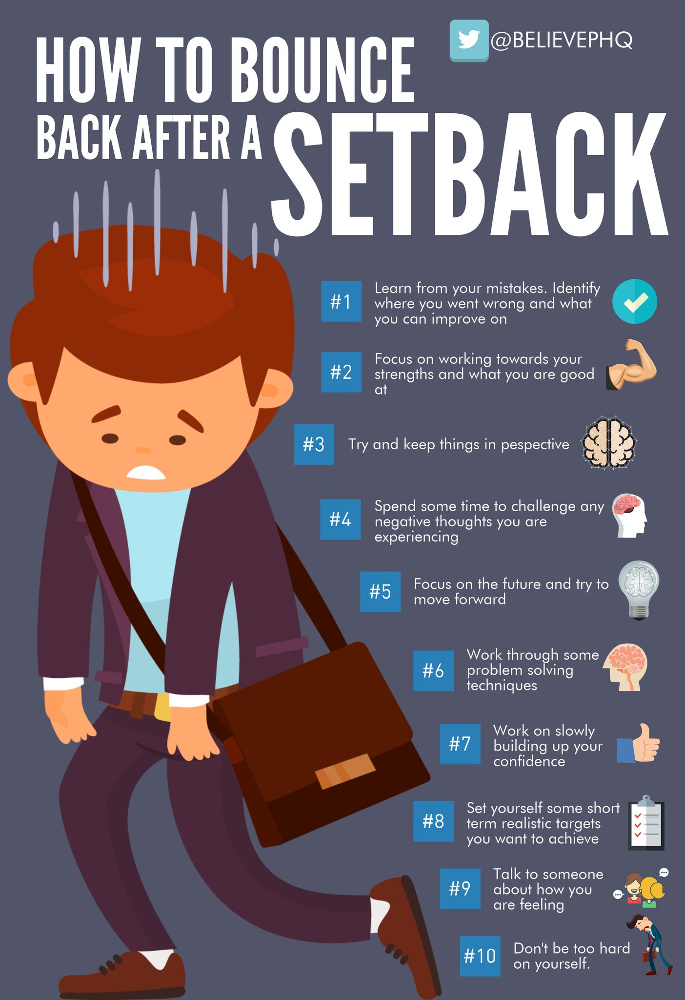 @BELIEVEPHQ
HOW TO BOUNCE
BACK AFTER A SETBACK
#1
Learn from your mistakes. Identify
where you went wrong and what
you can improve on
#2
Focus on working towards your
strengths and what you are good
at
#3
Try and keep things in pespective
#4
Spend some time to challenge any
negative thoughts you are
experiencing
#5
Focus on the future and try to
move forward
#6
Work through some
problem solving
techniques
#7
Work on slowly
building up your
confidence
#8
Set yourself some short
term realistic targets
you want to achieve
#9
Talk to someone
about how you
are feeling
#10
Don't be too hard
on yourself.